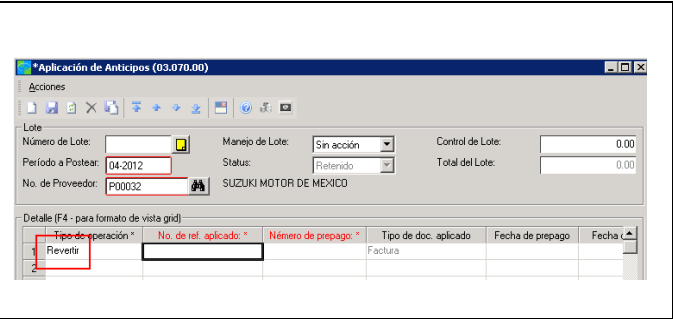 *Aplicación de Anticipos (03.070.00)
Acciones
Lote
Número de Lote: Manejo de Lote: Sin acción Control de Lote: 0.00
Período a Postear: 04-2012 Status: Retenido Total del Lote: 0.00
No. de Proveedor: P00032 SUZUKI MOTOR DE MEXICO
Detalle (F4 - para formato de vista grid)
Tipo de operación * No. de ref. aplicado: * Némero de prepago: * Tipo de doc. aplicado Fecha de prepago Fecha
1 Revertir Factura
2